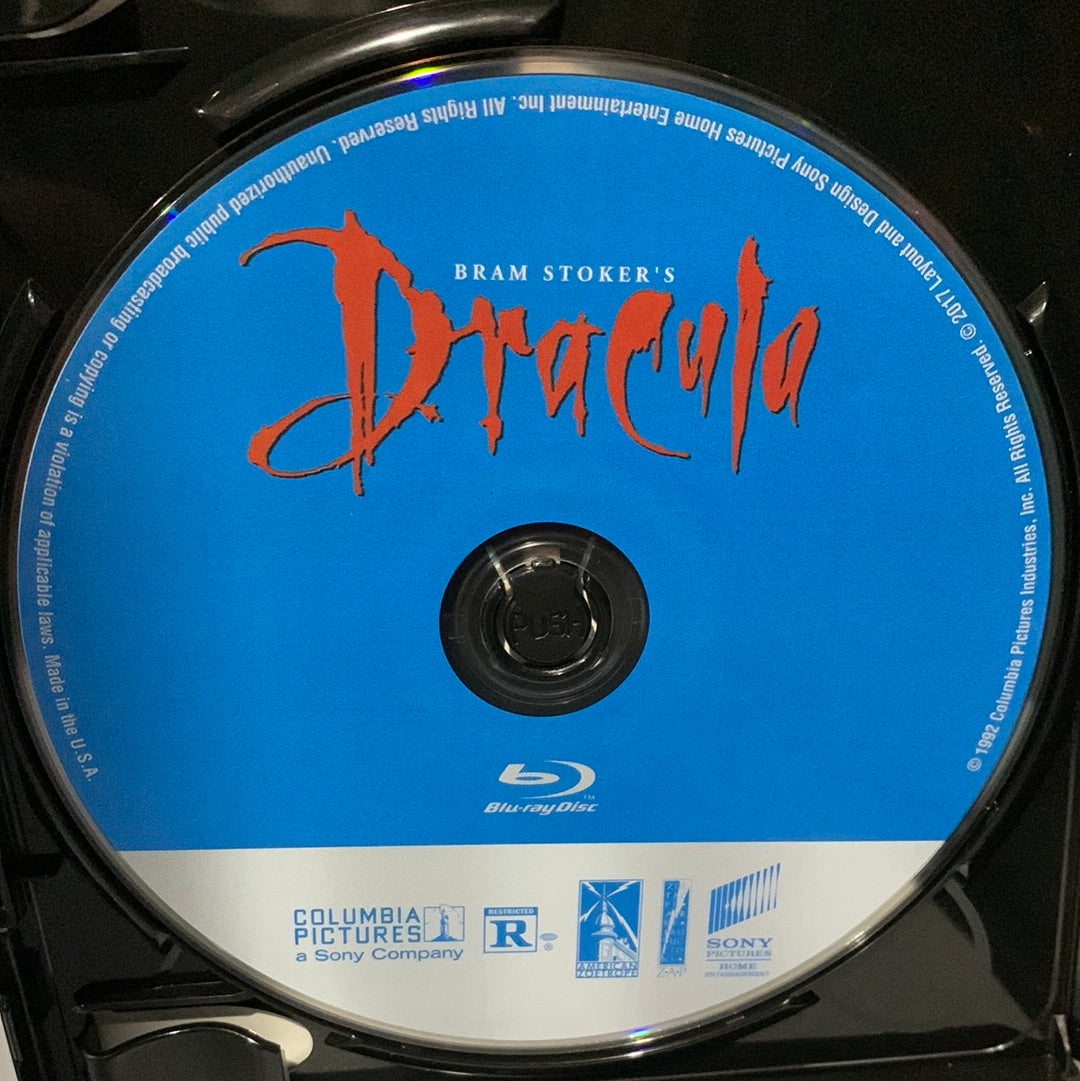 BRAM STOKER'S
Dracula
PUSH
Blu-ray Disc™
COLUMBIA
PICTURES
a Sony Company
RESTRICTED
R
®
AMERICAN
ZOETROPE
Z·A·P
SONY
PICTURES
HOME
ENTERTAINMENT
© 1992 Columbia Pictures Industries, Inc. All Rights Reserved. © 2017 Layout and Design Sony Pictures Home Entertainment Inc. All Rights Reserved. Unauthorized public broadcasting or copying is a violation of applicable laws. Made in the U.S.A.